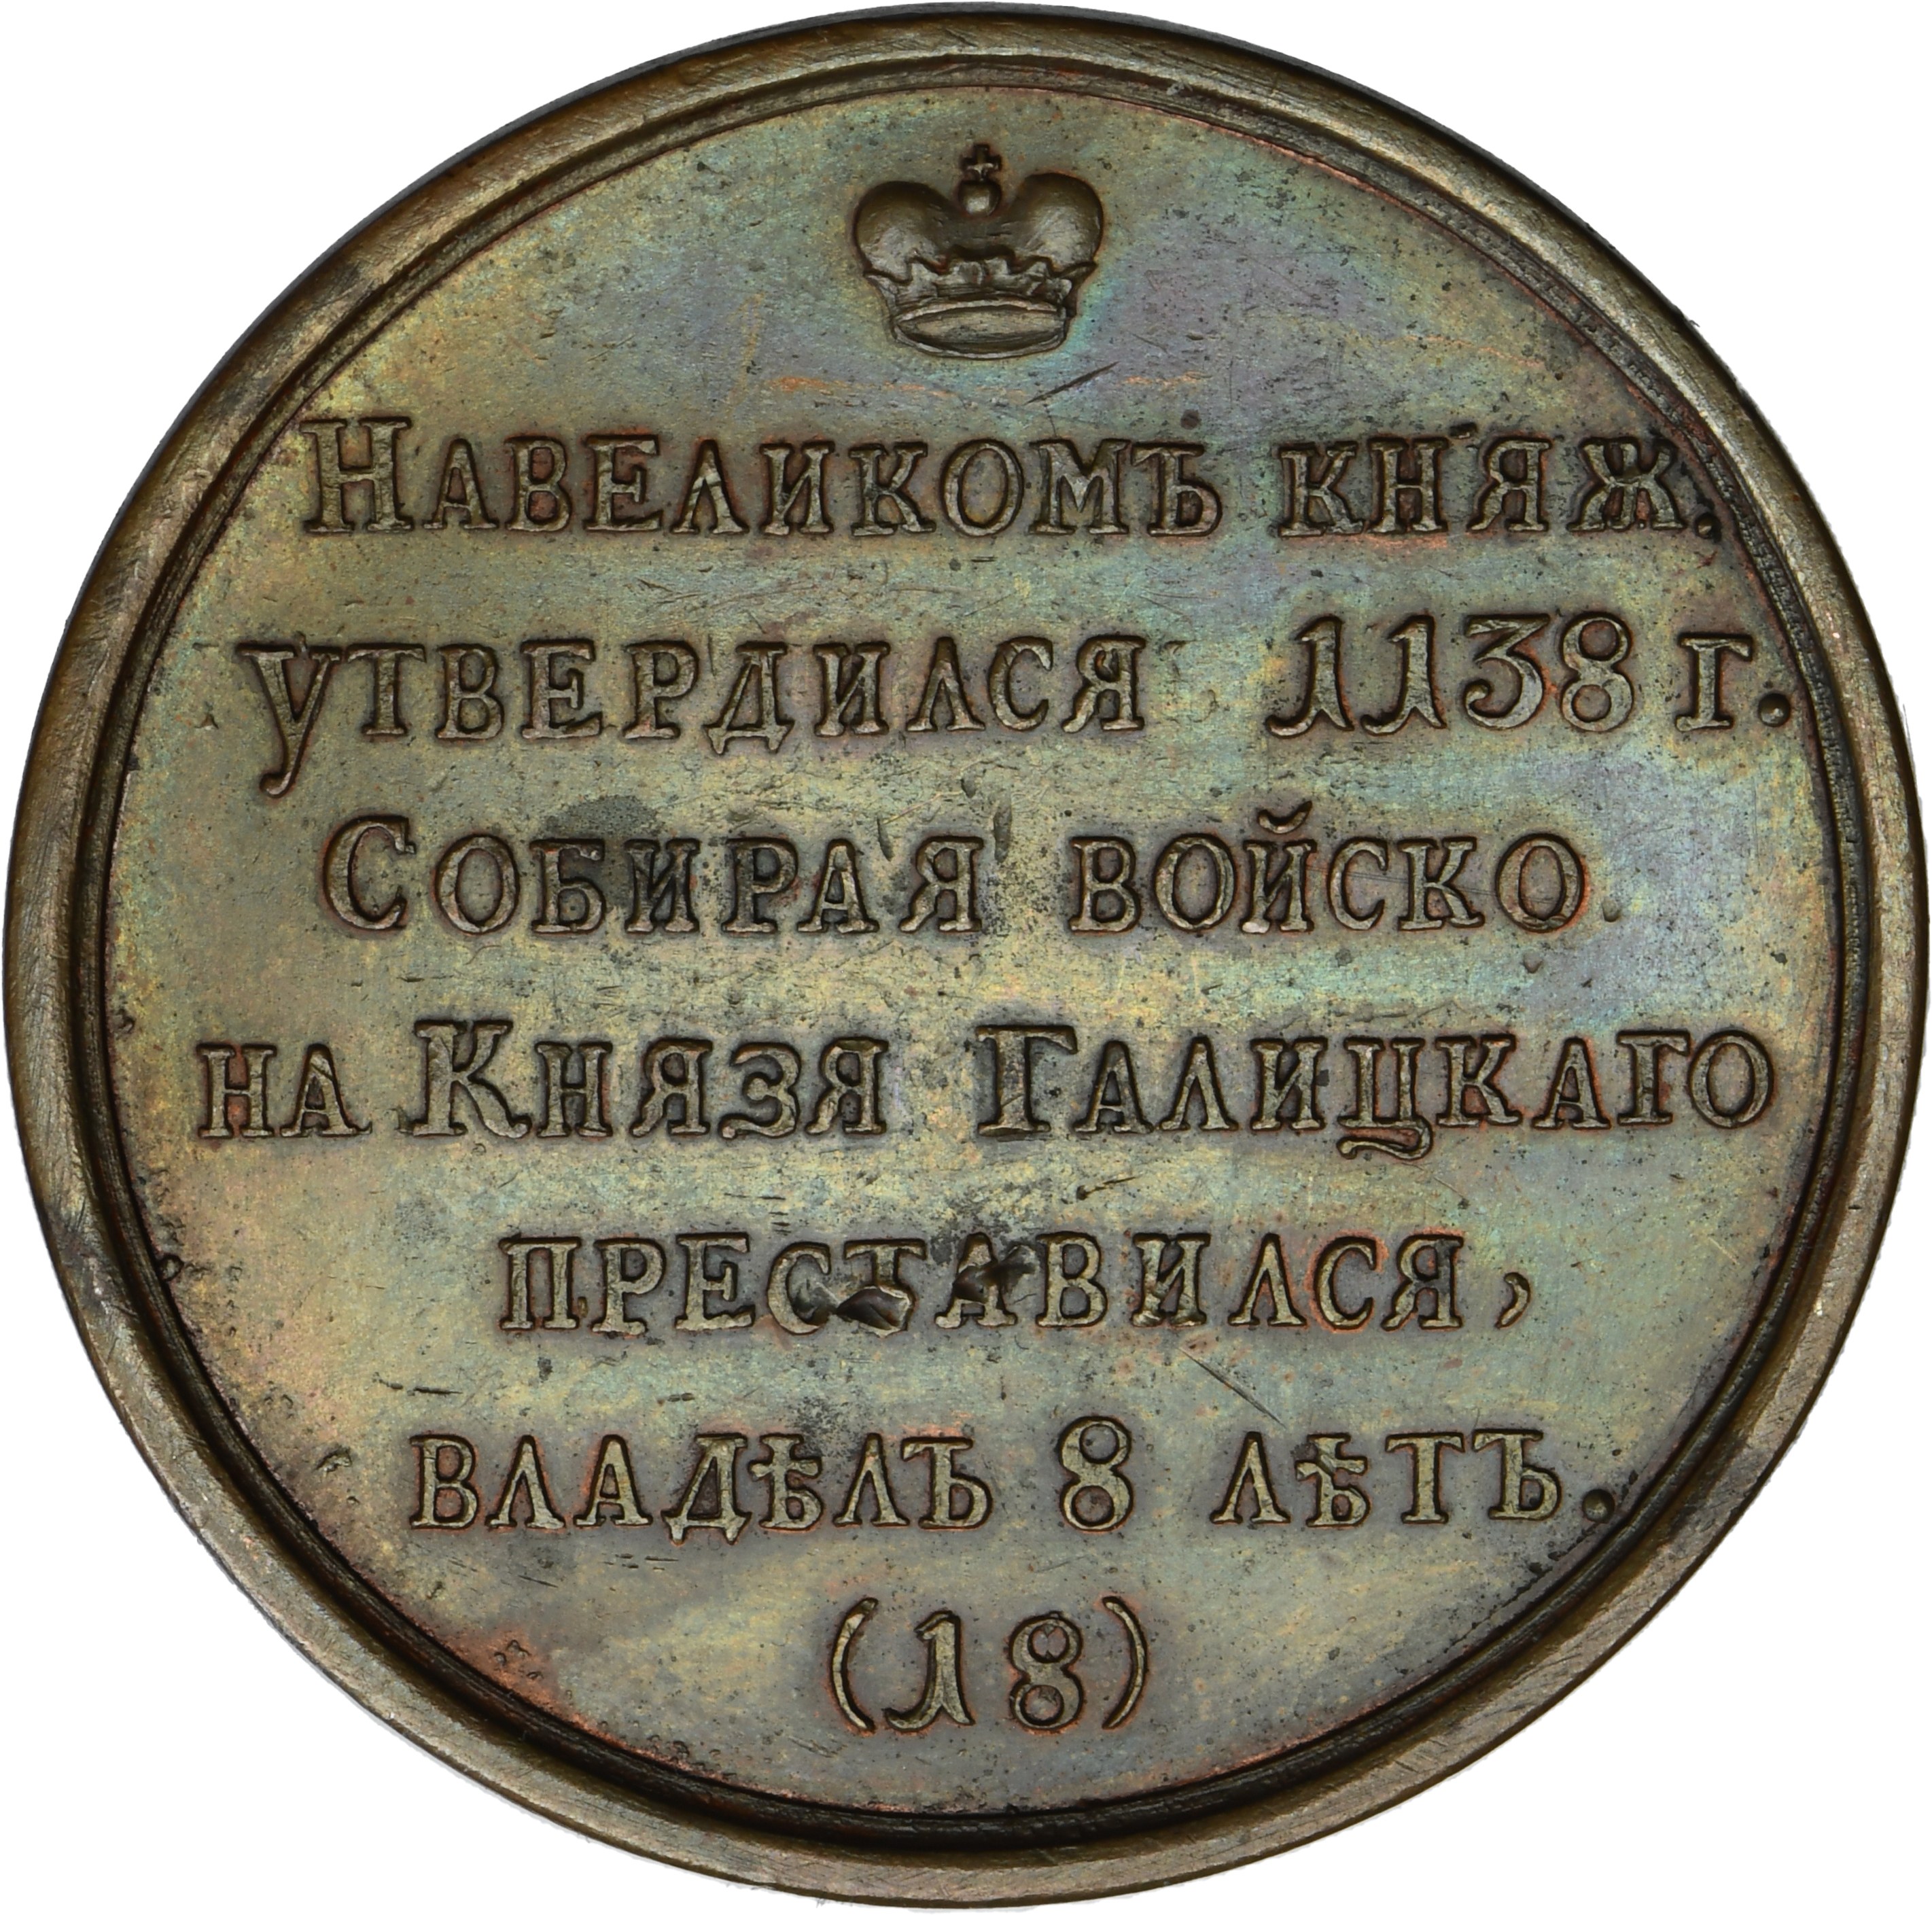 НАВЕЛИКОМЪ КНЯЖ.
УТВЕРДИЛСЯ 1138 Г.
СОБИРАЯ ВОЙСКО
НА КНЯЗЯ ГАЛИЦКАГО
ПРЕСТАВИЛСЯ,
ВЛАДѢЛЪ 8 ЛѢТЪ.
(18)